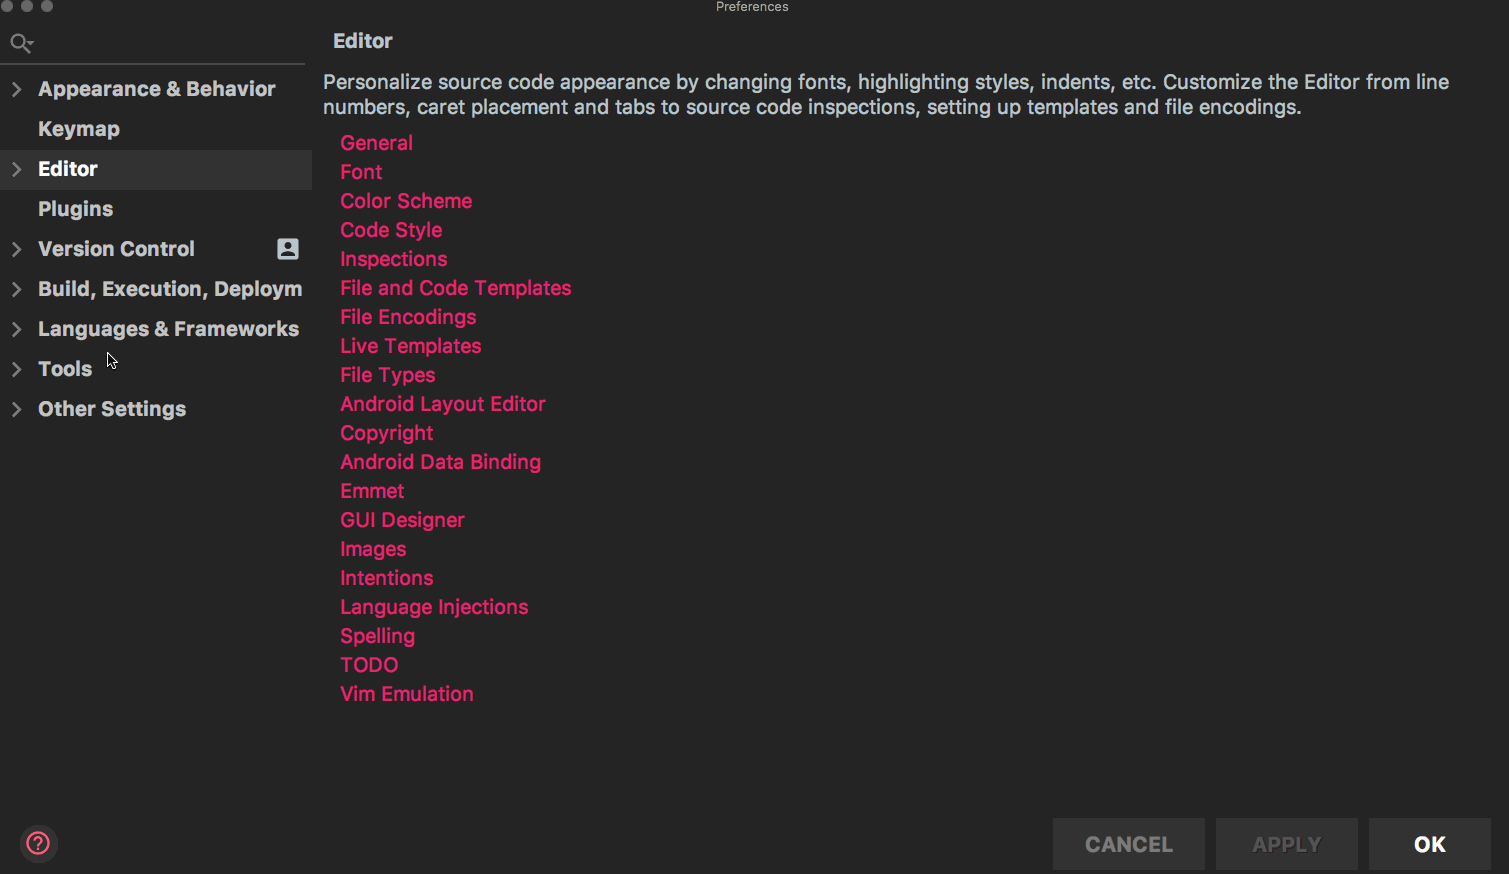 Preferences
Editor
Personalize source code appearance by changing fonts, highlighting styles, indents, etc. Customize the Editor from line
numbers, caret placement and tabs to source code inspections, setting up templates and file encodings.
Appearance & Behavior
Keymap
Editor
Plugins
Version Control
Build, Execution, Deploym
Languages & Frameworks
Tools
Other Settings
General
Font
Color Scheme
Code Style
Inspections
File and Code Templates
File Encodings
Live Templates
File Types
Android Layout Editor
Copyright
Android Data Binding
Emmet
GUI Designer
Images
Intentions
Language Injections
Spelling
TODO
Vim Emulation
?
CANCEL
APPLY
OK